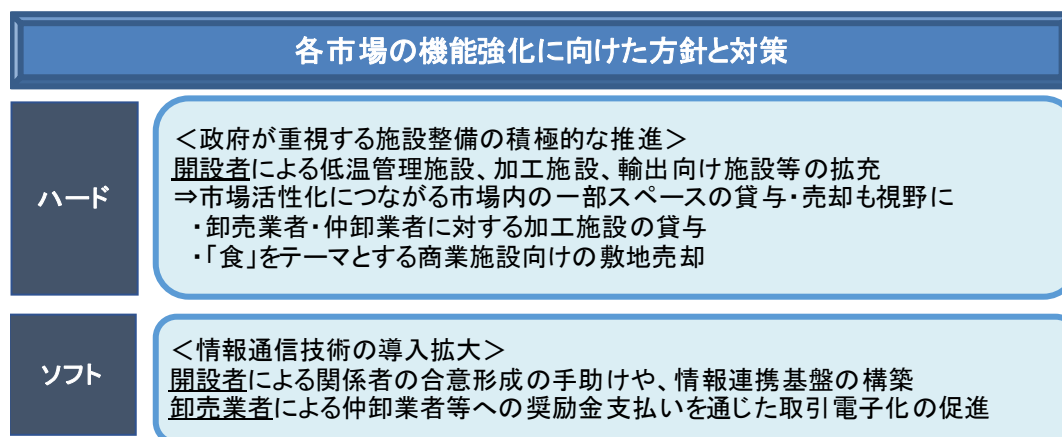 各市場の機能強化に向けた方針と対策
ハード
＜政府が重視する施設整備の積極的な推進＞
開設者による低温管理施設、加工施設、輸出向け施設等の拡充
⇒市場活性化につながる市場内の一部スペースの貸与・売却も視野に
・卸売業者・仲卸業者に対する加工施設の貸与
・「食」をテーマとする商業施設向けの敷地売却
ソフト
＜情報通信技術の導入拡大＞
開設者による関係者の合意形成の手助けや、情報連携基盤の構築
卸売業者による仲卸業者等への奨励金支払いを通じた取引電子化の促進